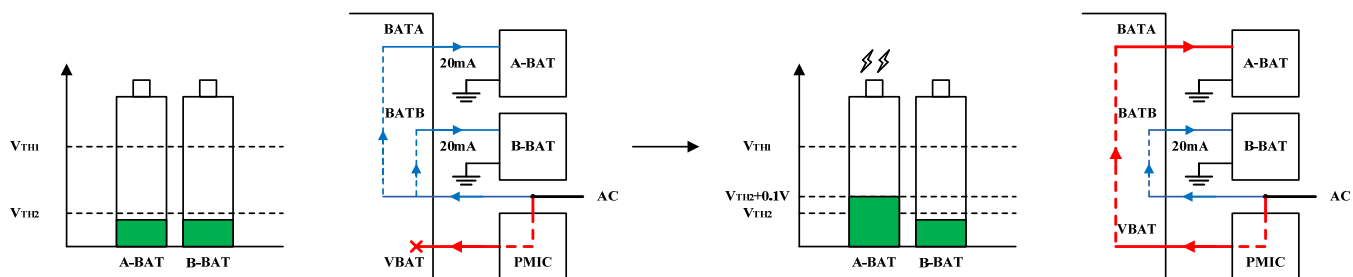 BATA
A-BAT
20mA
BATB
B-BAT
20mA
AC
VBAT
PMIC
VTH1
VTH2
A-BAT
B-BAT
VTH1
VTH2+0.1V
VTH2
A-BAT
B-BAT
BATA
A-BAT
BATB
B-BAT
20mA
AC
VBAT
PMIC